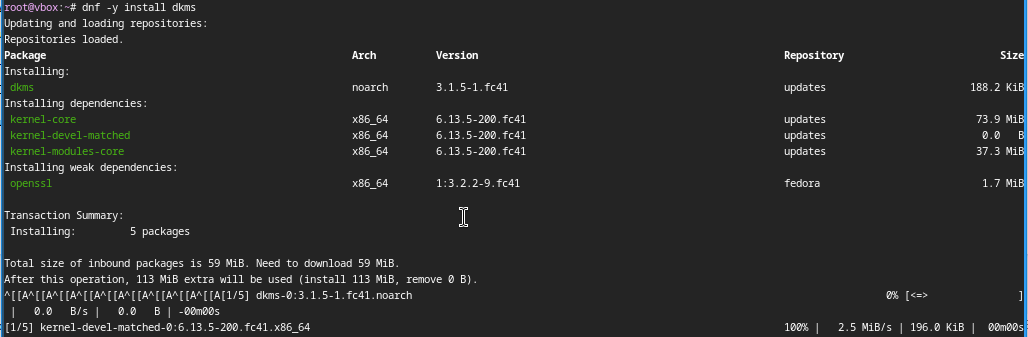 root@vbox:~# dnf -y install dkms
Updating and loading repositories:
Repositories loaded.
Package Arch Version Repository Size
Installing:
dkms noarch 3.1.5-1.fc41 updates 188.2 KiB
Installing dependencies:
kernel-core x86_64 6.13.5-200.fc41 updates 73.9 MiB
kernel-devel-matched x86_64 6.13.5-200.fc41 updates 0.0 B
kernel-modules-core x86_64 6.13.5-200.fc41 updates 37.3 MiB
Installing weak dependencies:
openssl x86_64 1:3.2.2-9.fc41 fedora 1.7 MiB
Transaction Summary:
Installing: 5 packages
Total size of inbound packages is 59 MiB. Need to download 59 MiB.
After this operation, 113 MiB extra will be used (install 113 MiB, remove 0 B).
^[[A^[[A^[[A^[[A^[[A^[[A^[[A^[[A^[[A[1/5] dkms-0:3.1.5-1.fc41.noarch 0% [<=> ]
| 0.0 B/s | 0.0 B | -00m00s
[1/5] kernel-devel-matched-0:6.13.5-200.fc41.x86_64 100% | 2.5 MiB/s | 196.0 KiB | 00m00s